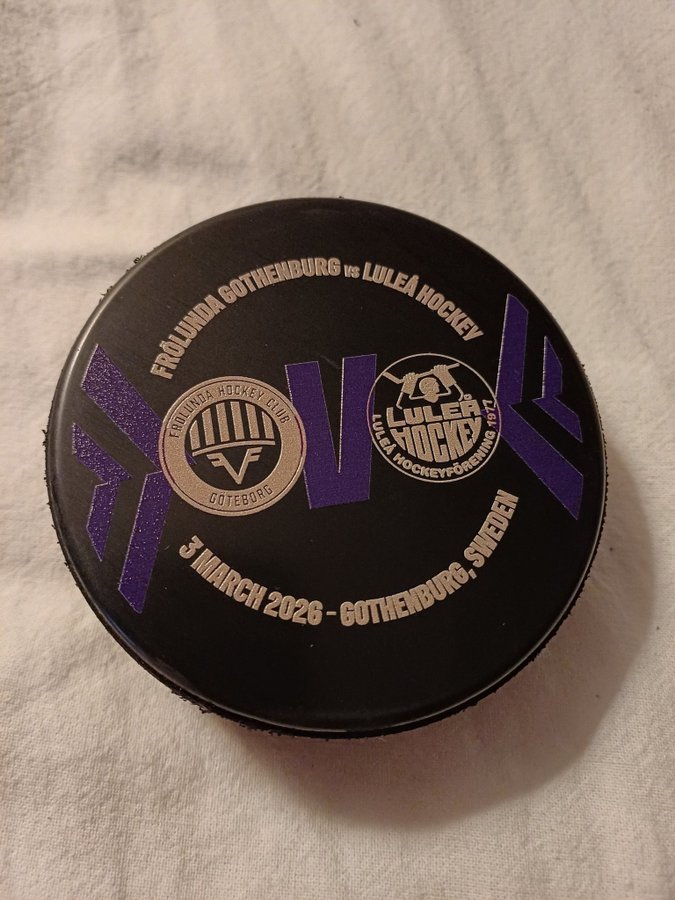 FRÖLUNDA GOTHENBURG VS LULEÅ HOCKEY
FRÖLUNDA HOCKEY CLUB
GÖTEBORG
V
LULEÅ
HOCKEY
LULEÅ HOCKEYFÖRENING 1977
3 MARCH 2026 - GOTHENBURG, SWEDEN